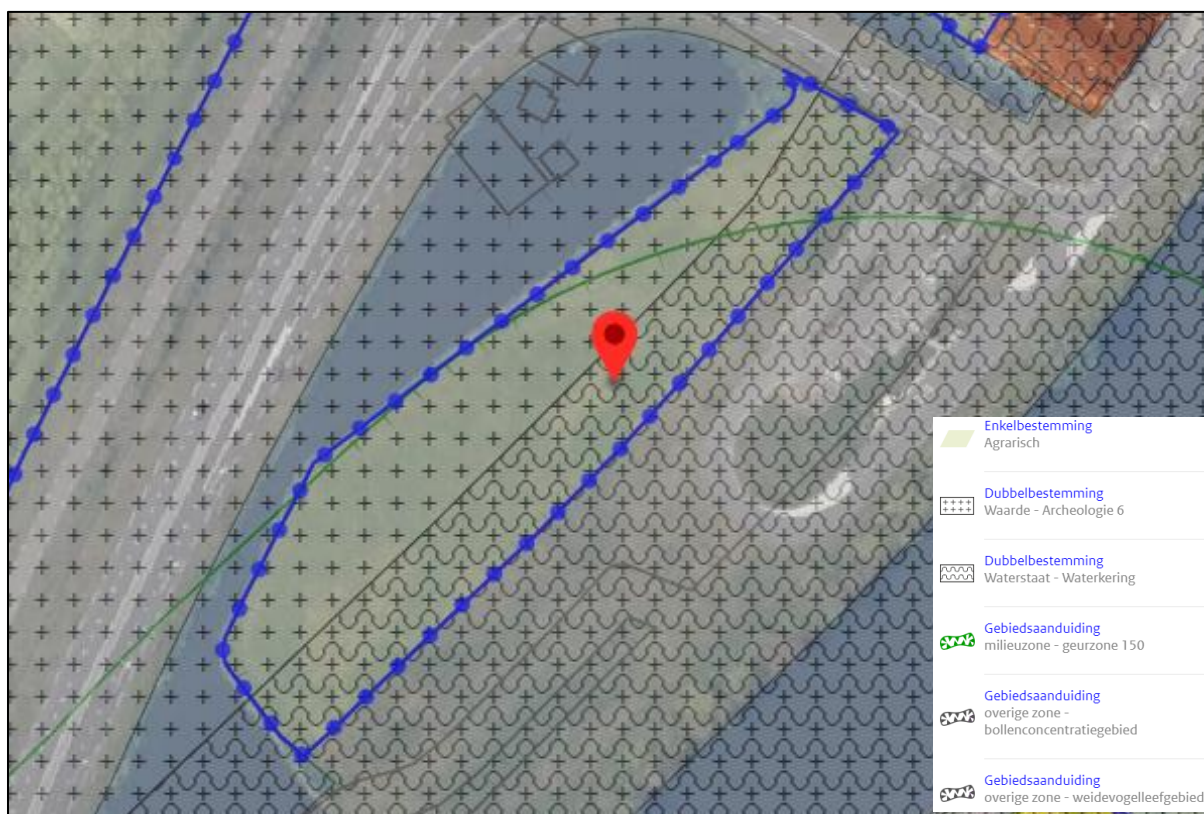 Enkelbestemming
Agrarisch
Dubbelbestemming
Waarde - Archeologie 6
Dubbelbestemming
Waterstaat - Waterkering
Gebiedsaanduiding
milieuzone - geurzone 150
Gebiedsaanduiding
overige zone -
bollenconcentratiegebied
Gebiedsaanduiding
overige zone - weidevogelleefgebied